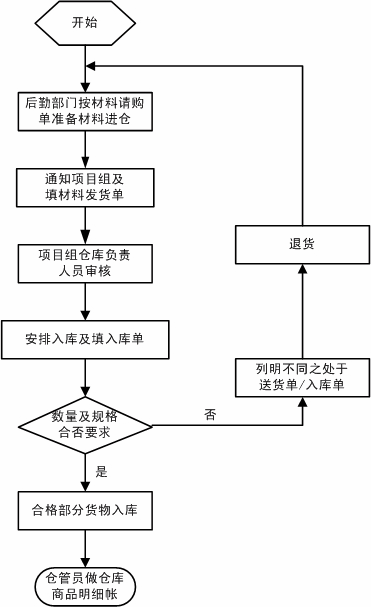 开始
后勤部门按材料请购
单准备材料进仓
通知项目组及
填材料发货单
项目组仓库负责
人员审核
退货
安排入库及填入库单
列明不同之处于
送货单/入库单
数量及规格
合否要求
否
是
合格部分货物入库
仓管员做仓库
商品明细帐